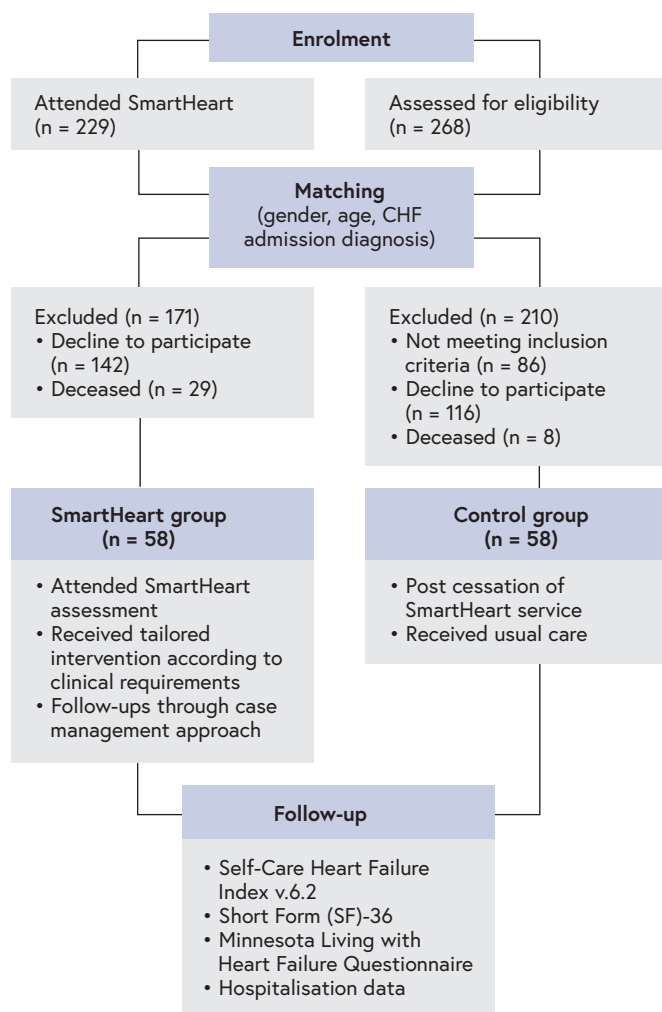 Enrolment
Attended SmartHeart
(n = 229)
Assessed for eligibility
(n = 268)
Matching
(gender, age, CHF
admission diagnosis)
Excluded (n = 171)
• Decline to participate
(n = 142)
• Deceased (n = 29)
Excluded (n = 210)
• Not meeting inclusion
criteria (n = 86)
• Decline to participate
(n = 116)
• Deceased (n = 8)
SmartHeart group
(n = 58)
• Attended SmartHeart
assessment
• Received tailored
intervention according to
clinical requirements
• Follow-ups through case
management approach
Control group
(n = 58)
• Post cessation of
SmartHeart service
• Received usual care
Follow-up
• Self-Care Heart Failure
Index v.6.2
• Short Form (SF)-36
• Minnesota Living with
Heart Failure Questionnaire
• Hospitalisation data